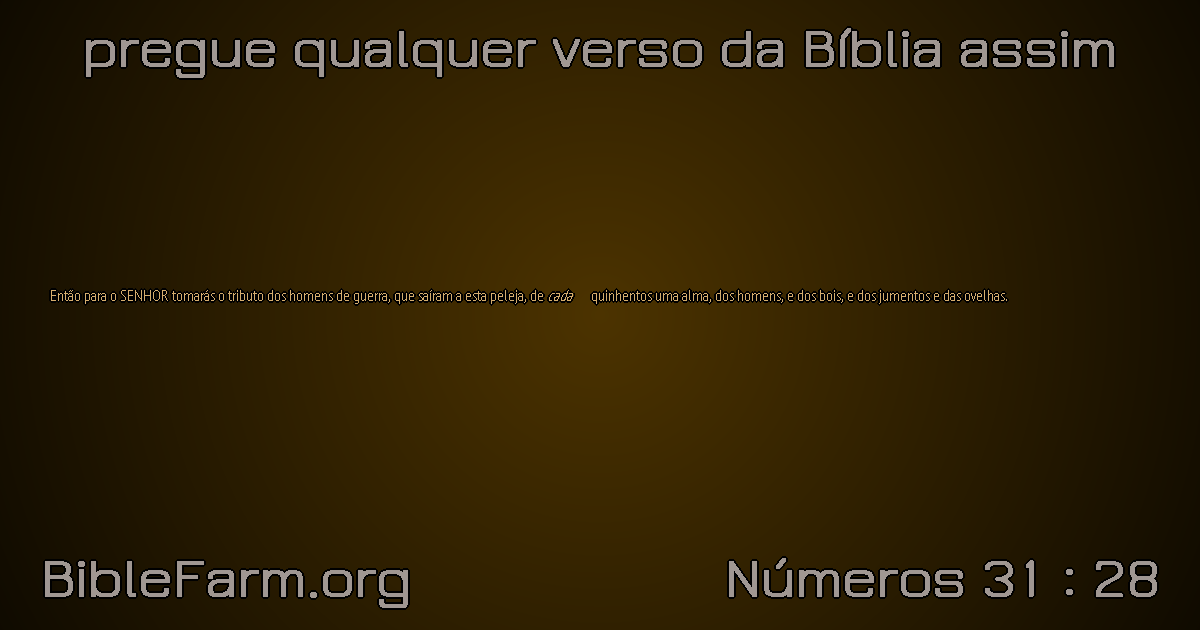 pregue qualquer verso da Bíblia assim
Então para o SENHOR tomarás o tributo dos homens de guerra, que saíram a esta peleja, de cada quinhentos uma alma, dos homens, e dos bois, e dos jumentos e das ovelhas.
BibleFarm.org
Números 31 : 28